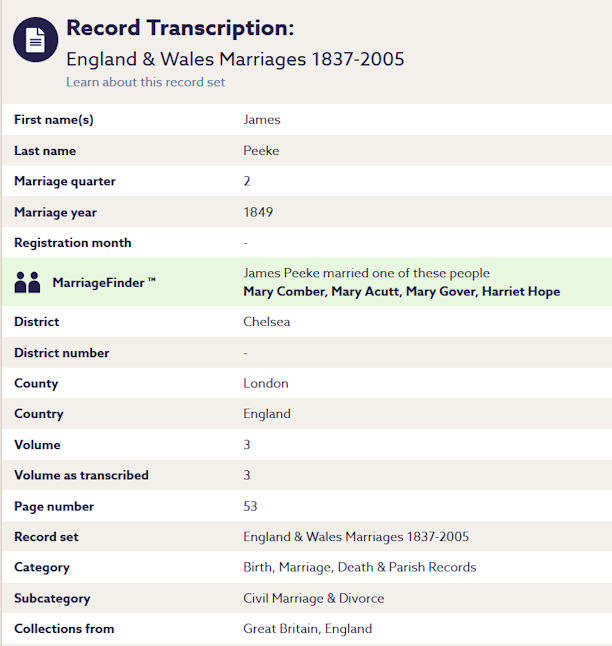 Record Transcription:
England & Wales Marriages 1837-2005
Learn about this record set
First name(s) James
Last name Peeke
Marriage quarter 2
Marriage year 1849
Registration month -
MarriageFinder ™ James Peeke married one of these people
Mary Comber, Mary Acutt, Mary Gover, Harriet Hope
District Chelsea
District number -
County London
Country England
Volume 3
Volume as transcribed 3
Page number 53
Record set England & Wales Marriages 1837-2005
Category Birth, Marriage, Death & Parish Records
Subcategory Civil Marriage & Divorce
Collections from Great Britain, England